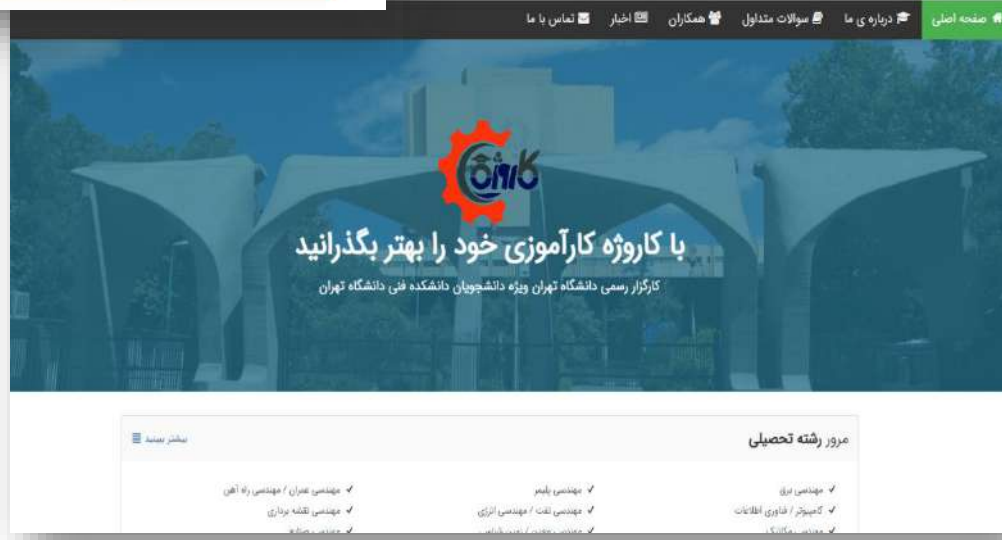 صفحه اصلی درباره ی ما سوالات متداول همکاران اخبار تماس با ما
کاروژه
با کاروژه کارآموزی خود را بهتر بگذرانید
کارگزار رسمی دانشگاه تهران ویژه دانشجویان دانشکده فنی دانشگاه تهران
مرور رشته تحصیلی بیشتر ببینید
مهندسی برق مهندسی پلیمر مهندسی عمران / مهندسی راه آهن
کامپیوتر / فناوری اطلاعات مهندسی نفت / مهندسی انرژی مهندسی نقشه برداری